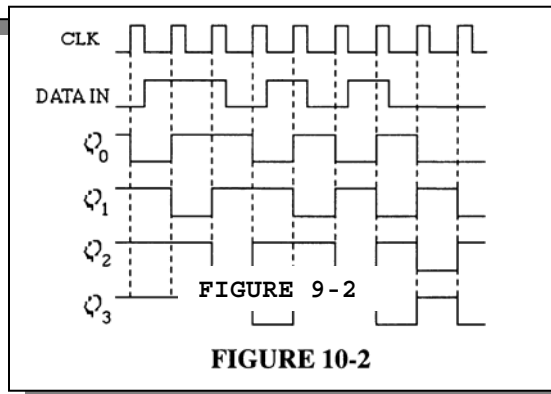 CLK
DATA IN
Q0
Q1
Q2
Q3
FIGURE 9-2
FIGURE 10-2